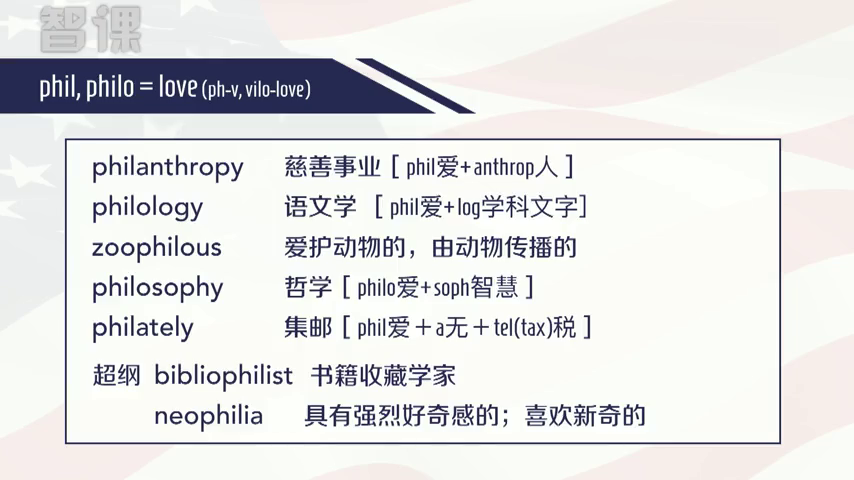 智课
phil, philo = love (ph-v, vilo-love)
philanthropy 慈善事业 [ phil爱+anthrop人 ]
philology 语文学 [ phil爱+log学科文字]
zoophilous 爱护动物的，由动物传播的
philosophy 哲学 [ philo爱+soph智慧 ]
philately 集邮 [ phil爱＋a无＋tel(tax)税 ]
超纲 bibliophilist 书籍收藏学家
neophilia 具有强烈好奇感的；喜欢新奇的